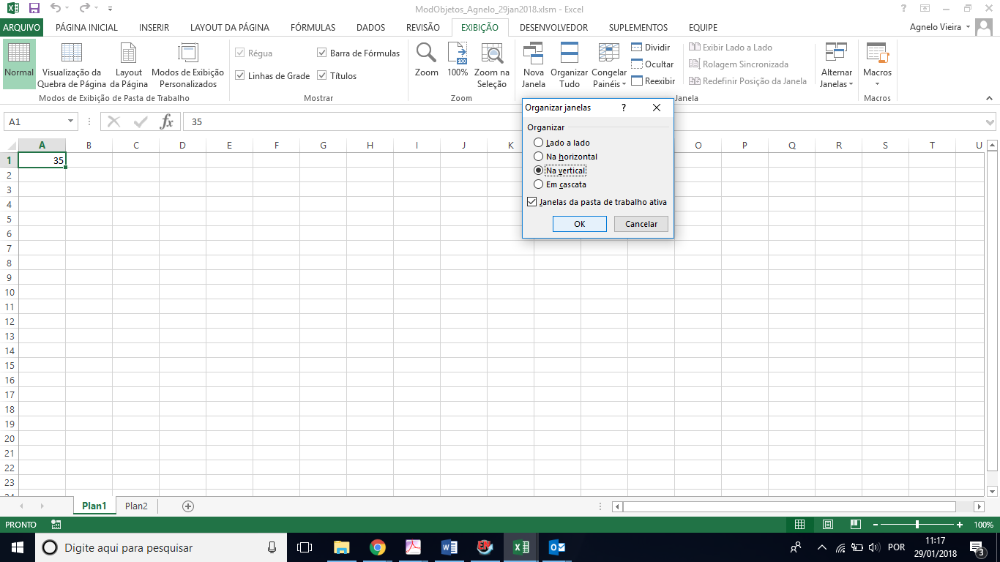 ModObjetos_Agnelo_29jan2018.xlsm - Excel
ARQUIVO PÁGINA INICIAL INSERIR LAYOUT DA PÁGINA FÓRMULAS DADOS REVISÃO EXIBIÇÃO DESENVOLVEDOR SUPLEMENTOS EQUIPE Agnelo Vieira
Normal
Visualização da
Quebra de Página
Layout
da Página
Modos de Exibição
Personalizados
Modos de Exibição de Pasta de Trabalho
Régua
Barra de Fórmulas
Linhas de Grade
Títulos
Mostrar
Zoom
100
100%
Zoom na
Seleção
Zoom
Nova
Janela
Organizar
Tudo
Congelar
Painéis
Dividir
Ocultar
Reexibir
Exibir Lado a Lado
Rolagem Sincronizada
Redefinir Posição da Janela
Janela
Alternar
Janelas
Macros
Macros
A1
fx
35
Organizar janelas ?
Organizar
Lado a lado
Na horizontal
Na vertical
Em cascata
Janelas da pasta de trabalho ativa
OK Cancelar
A B C D E F G H I J K O P Q R S T U
1 35
2
3
4
5
6
7
8
9
10
11
12
13
14
15
16
17
18
19
20
21
22
23
24
Plan1 Plan2
PRONTO 100%
Digite aqui para pesquisar
POR
11:17
29/01/2018
3